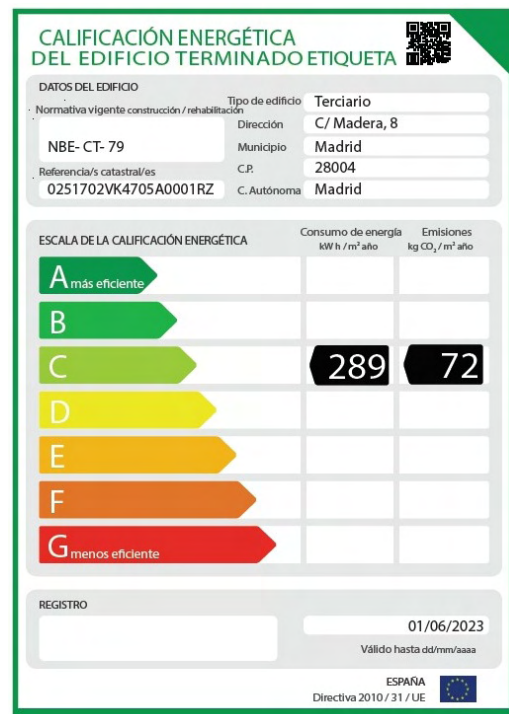 CALIFICACIÓN ENERGÉTICA
DEL EDIFICIO TERMINADO ETIQUETA
DATOS DEL EDIFICIO
Normativa vigente construcción / rehabilitación
NBE- CT- 79
Referencia/s catastral/es
0251702VK4705A0001RZ
Tipo de edificio Terciario
Dirección C/ Madera, 8
Municipio Madrid
C.P. 28004
C. Autónoma Madrid
ESCALA DE LA CALIFICACIÓN ENERGÉTICA
Consumo de energía
kW h / m² año
Emisiones
kg CO₂ / m² año
A más eficiente
B
C 289 72
D
E
F
G menos eficiente
REGISTRO
01/06/2023
Válido hasta dd/mm/aaaa
ESPAÑA
Directiva 2010 / 31 / UE